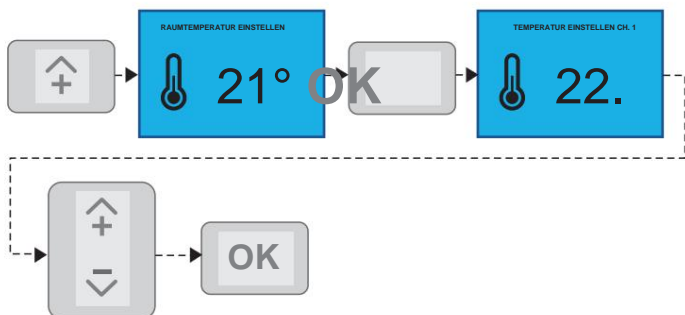 RAUMTEMPERATUR EINSTELLEN
21° OK
TEMPERATUR EINSTELLEN CH. 1
22.
+
+
−
OK